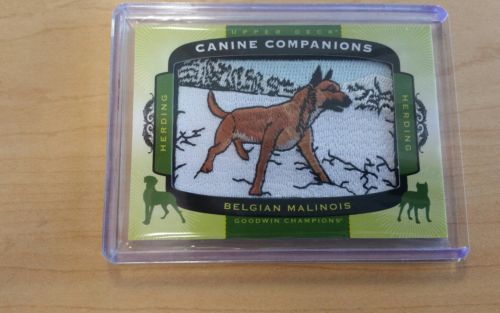 UPPER DECK
CANINE COMPANIONS
HERDING
HERDING
BELGIAN MALINOIS
GOODWIN CHAMPIONS®